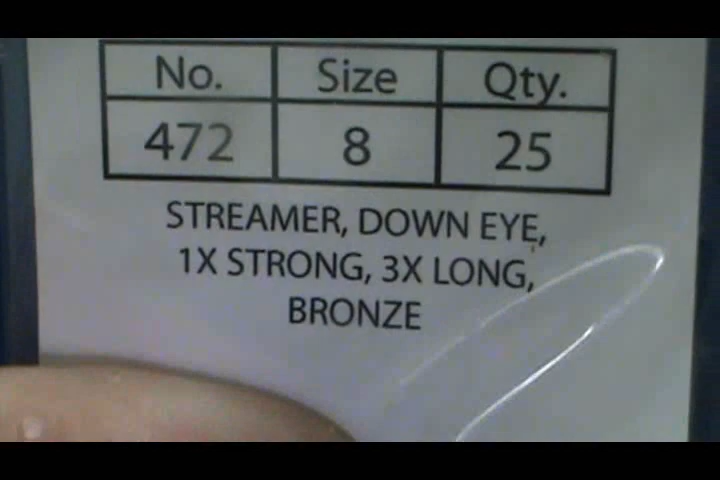 No. Size Qty.
472 8 25
STREAMER, DOWN EYE,
1X STRONG, 3X LONG,
BRONZE